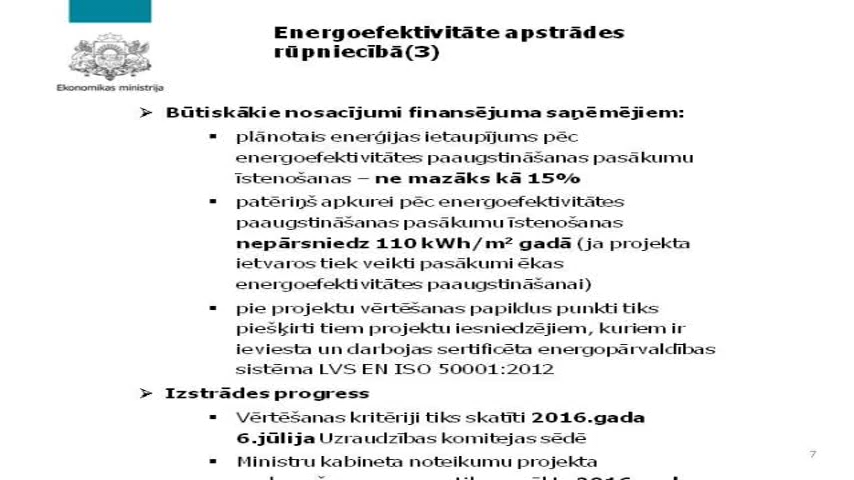 Energoefektivitāte apstrādes
rūpniecībā(3)
Ekonomikas ministrija
Būtiskākie nosacījumi finansējuma saņēmējiem:
plānotais enerģijas ietaupījums pēc
energoefektivitātes paaugstināšanas pasākumu
īstenošanas – ne mazāks kā 15%
patēriņš apkurei pēc energoefektivitātes
paaugstināšanas pasākumu īstenošanas
nepārsniedz 110 kWh/m² gadā (ja projekta
ietvaros tiek veikti pasākumi ēkas
energoefektivitātes paaugstināšanai)
pie projektu vērtēšanas papildus punkti tiks
piešķirti tiem projektu iesniedzējiem, kuriem ir
ieviesta un darbojas sertificēta energopārvaldības
sistēma LVS EN ISO 50001:2012
Izstrādes progress
Vērtēšanas kritēriji tiks skatīti 2016.gada
6.jūlija Uzraudzības komitejas sēdē
Ministru kabineta noteikumu projekta
7